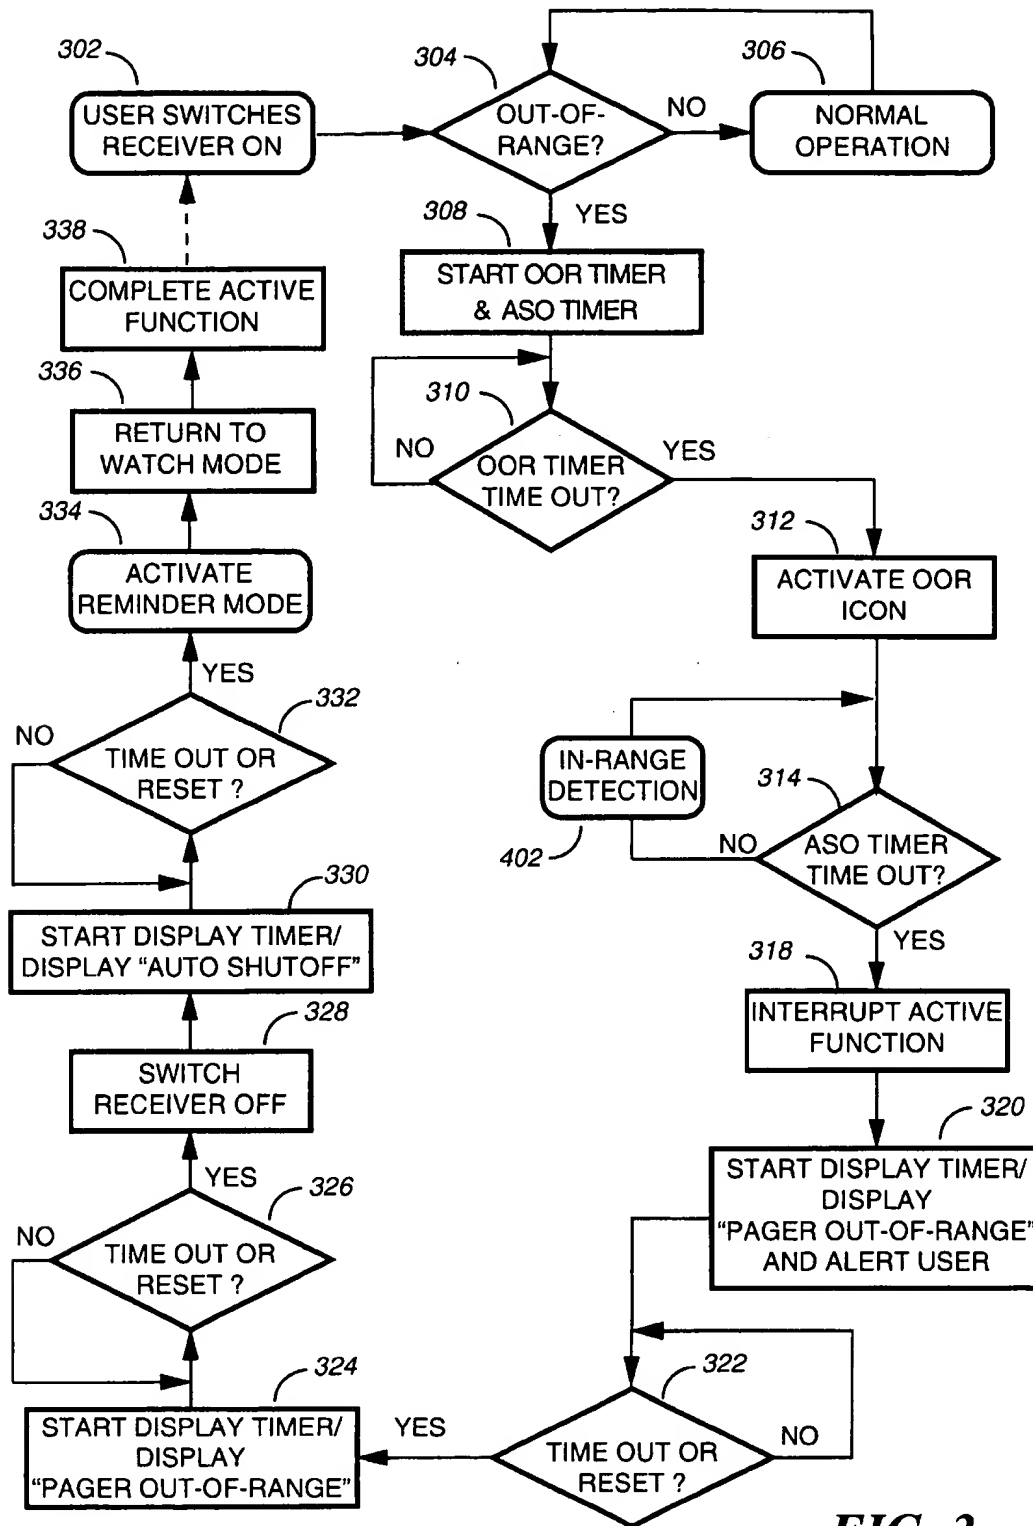 302
USER SWITCHES
RECEIVER ON
304
OUT-OF-
RANGE?
NO
306
NORMAL
OPERATION
YES
308
START OOR TIMER
& ASO TIMER
310
NO
OOR TIMER
TIME OUT?
YES
312
ACTIVATE OOR
ICON
IN-RANGE
DETECTION
402
314
NO
ASO TIMER
TIME OUT?
YES
318
INTERRUPT ACTIVE
FUNCTION
320
START DISPLAY TIMER/
DISPLAY
"PAGER OUT-OF-RANGE"
AND ALERT USER
322
TIME OUT OR
RESET ?
NO
YES
324
START DISPLAY TIMER/
DISPLAY
"PAGER OUT-OF-RANGE"
326
NO
TIME OUT OR
RESET ?
YES
328
SWITCH
RECEIVER OFF
330
START DISPLAY TIMER/
DISPLAY "AUTO SHUTOFF"
332
NO
TIME OUT OR
RESET ?
YES
334
ACTIVATE
REMINDER MODE
336
RETURN TO
WATCH MODE
338
COMPLETE ACTIVE
FUNCTION